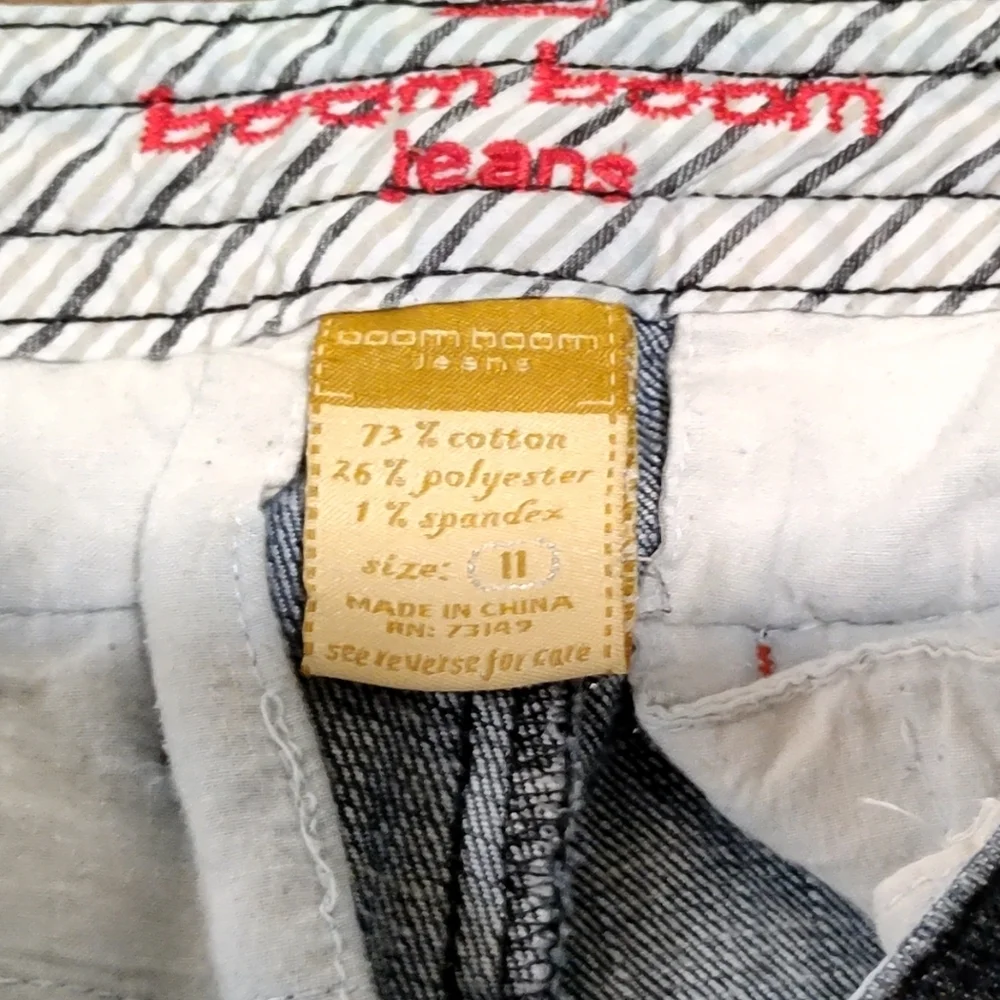 boom boom
jeans
boom boom
jeans
73 % cotton
26 % polyester
1 % spandex
size: 11
MADE IN CHINA
RN: 73149
see reverse for care